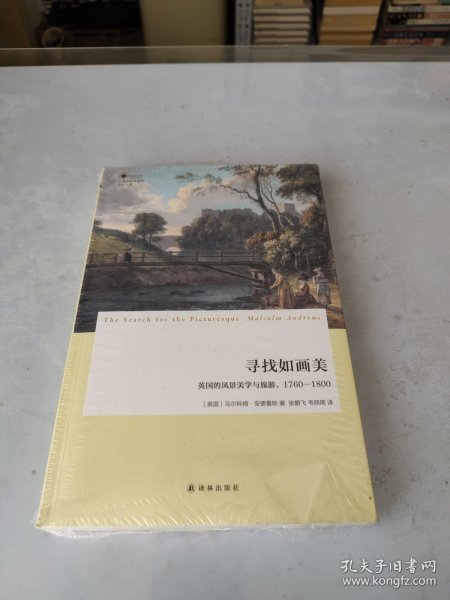 The Search for the Picturesque Malcolm Andrews
寻找如画美
英国的风景美学与旅游，1760—1800
［英国］马尔科姆·安德鲁斯 著 张箭飞 韦照周 译
译林出版社
孔夫子旧书网
www.kongfz.com